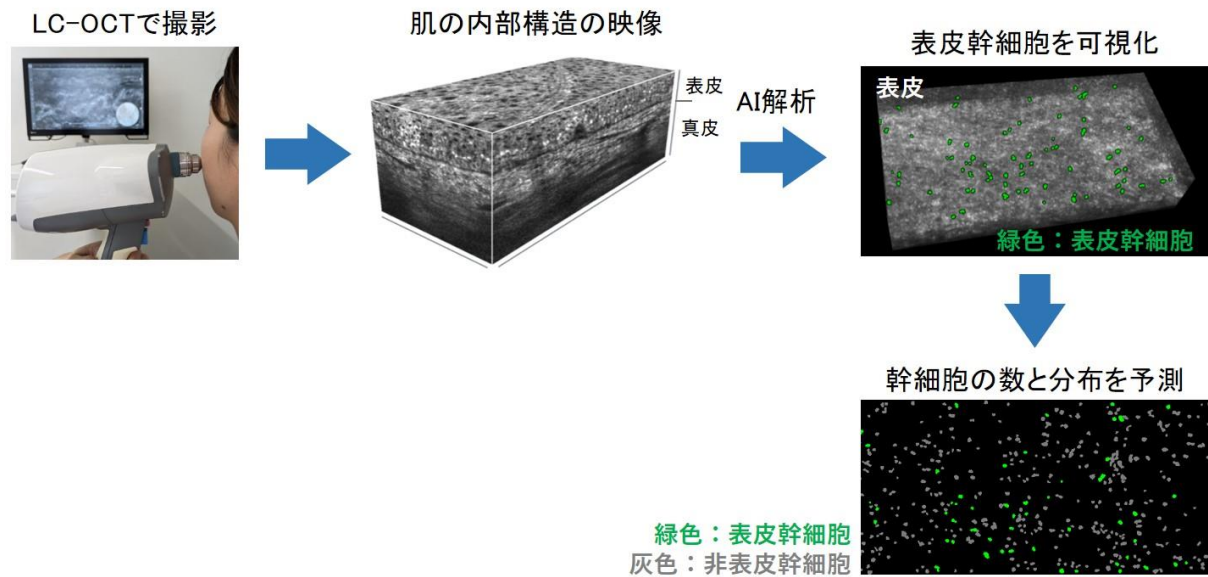 LC-OCTで撮影
肌の内部構造の映像
表皮
真皮
AI解析
表皮幹細胞を可視化
表皮
緑色：表皮幹細胞
幹細胞の数と分布を予測
緑色：表皮幹細胞
灰色：非表皮幹細胞